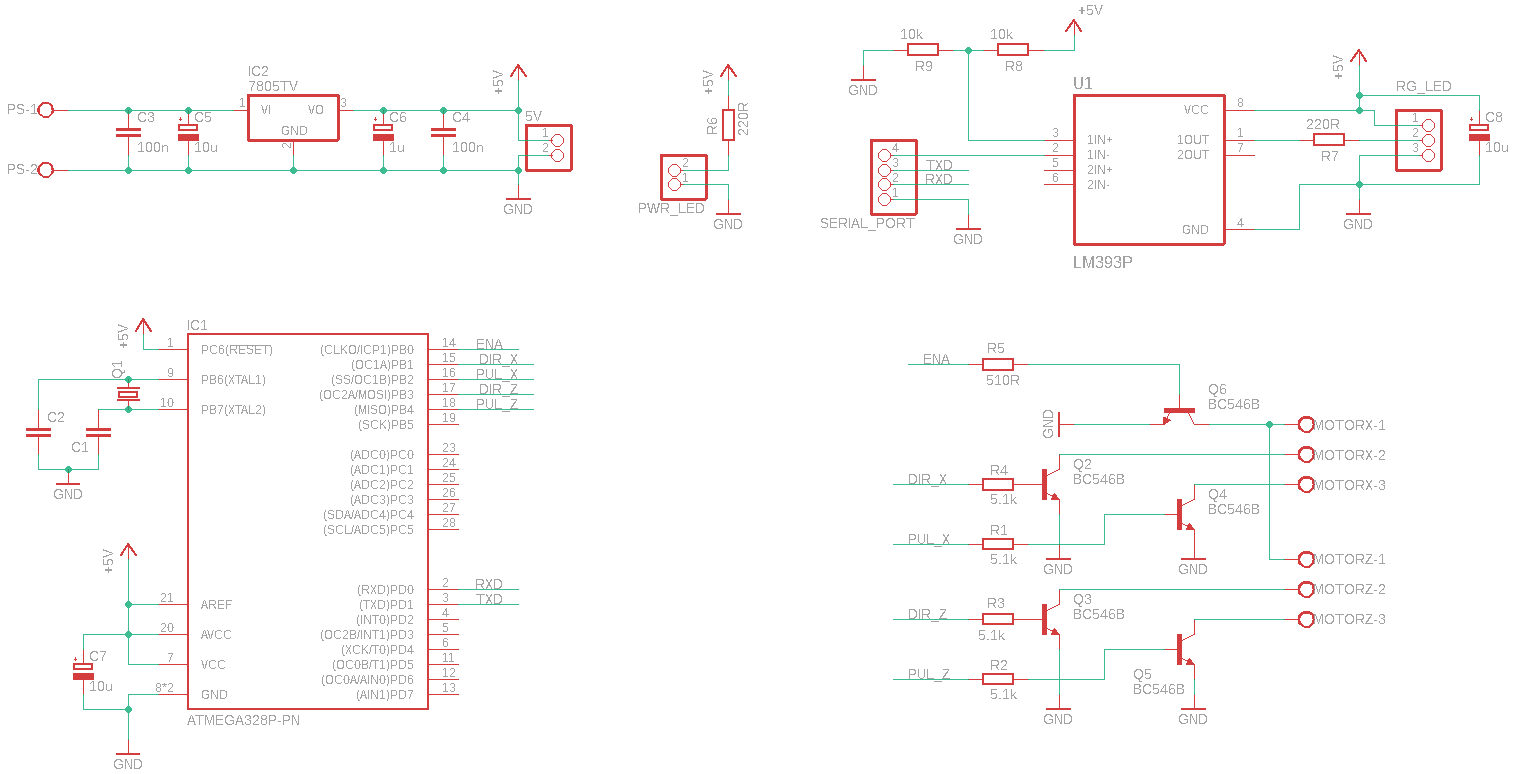 PS-1
PS-2
C3
100n
C5
10u
IC2
7805TV
1
VI
VO
3
GND
2
C6
1u
C4
100n
+5V
5V
1
2
GND
+5V
R6
220R
2
1
PWR_LED
GND
10k
R9
10k
R8
+5V
GND
4
3
2
1
TXD
RXD
SERIAL_PORT
GND
U1
VCC
8
3
1IN+
1OUT
1
2
1IN-
2OUT
7
5
2IN+
6
2IN-
GND
4
LM393P
+5V
RG_LED
220R
R7
1
2
3
C8
10u
GND
IC1
+5V
1
PC6(RESET)
Q1
9
PB6(XTAL1)
10
PB7(XTAL2)
C2
C1
GND
+5V
21
AREF
20
AVCC
7
VCC
8*2
GND
C7
10u
GND
(CLKO/ICP1)PB0
14
ENA
(OC1A)PB1
15
DIR_X
(SS/OC1B)PB2
16
PUL_X
(OC2A/MOSI)PB3
17
DIR_Z
(MISO)PB4
18
PUL_Z
(SCK)PB5
19
(ADC0)PC0
23
(ADC1)PC1
24
(ADC2)PC2
25
(ADC3)PC3
26
(SDA/ADC4)PC4
27
(SCL/ADC5)PC5
28
(RXD)PD0
2
RXD
(TXD)PD1
3
TXD
(INT0)PD2
4
(OC2B/INT1)PD3
5
(XCK/T0)PD4
6
(OC0B/T1)PD5
11
(OC0A/AIN0)PD6
12
(AIN1)PD7
13
ATMEGA328P-PN
ENA
R5
510R
Q6
BC546B
GND
MOTORX-1
MOTORX-2
MOTORX-3
DIR_X
R4
5.1k
Q2
BC546B
Q4
BC546B
PUL_X
R1
5.1k
GND
GND
MOTORZ-1
MOTORZ-2
MOTORZ-3
DIR_Z
R3
5.1k
Q3
BC546B
PUL_Z
R2
5.1k
Q5
BC546B
GND
GND